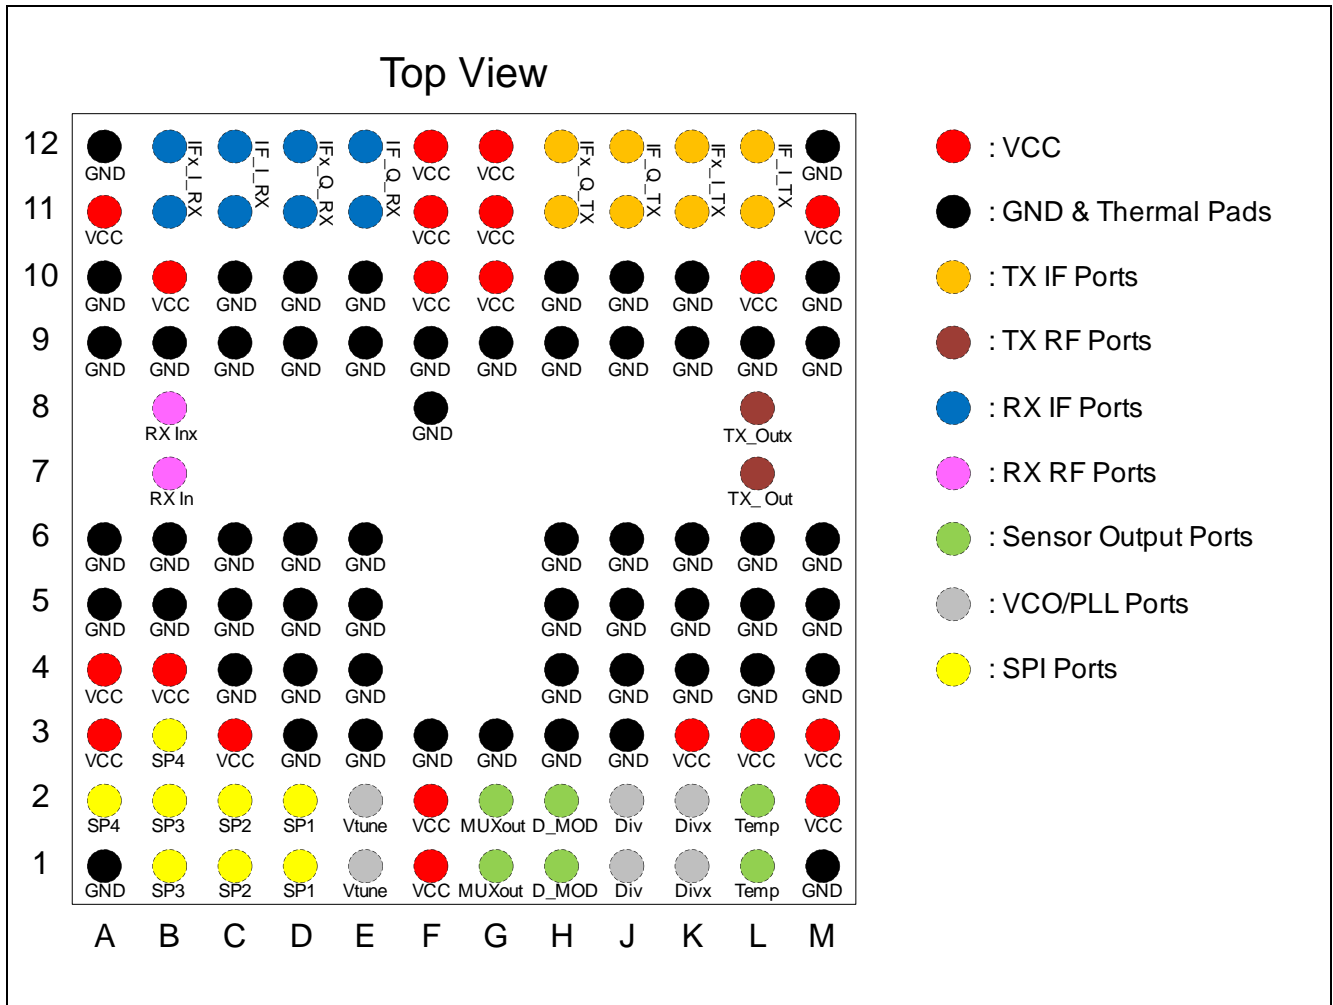 Top View
12
GND IFx_I_RX IF_I_RX IFx_Q_RX IF_Q_RX VCC VCC IFx_Q_TX IF_Q_TX IFx_I_TX IF_I_TX GND
11
VCC VCC VCC VCC
10
GND VCC GND GND GND VCC VCC GND GND GND VCC GND
9
GND GND GND GND GND GND GND GND GND GND GND GND
8
RX Inx GND TX_Outx
7
RX In TX_ Out
6
GND GND GND GND GND GND GND GND GND GND
5
GND GND GND GND GND GND GND GND GND GND
4
VCC VCC GND GND GND GND GND GND GND GND
3
VCC SP4 VCC GND GND GND GND GND GND VCC VCC VCC
2
SP4 SP3 SP2 SP1 Vtune VCC MUXout D_MOD Div Divx Temp VCC
1
GND SP3 SP2 SP1 Vtune VCC MUXout D_MOD Div Divx Temp GND
A B C D E F G H J K L M
: VCC
: GND & Thermal Pads
: TX IF Ports
: TX RF Ports
: RX IF Ports
: RX RF Ports
: Sensor Output Ports
: VCO/PLL Ports
: SPI Ports